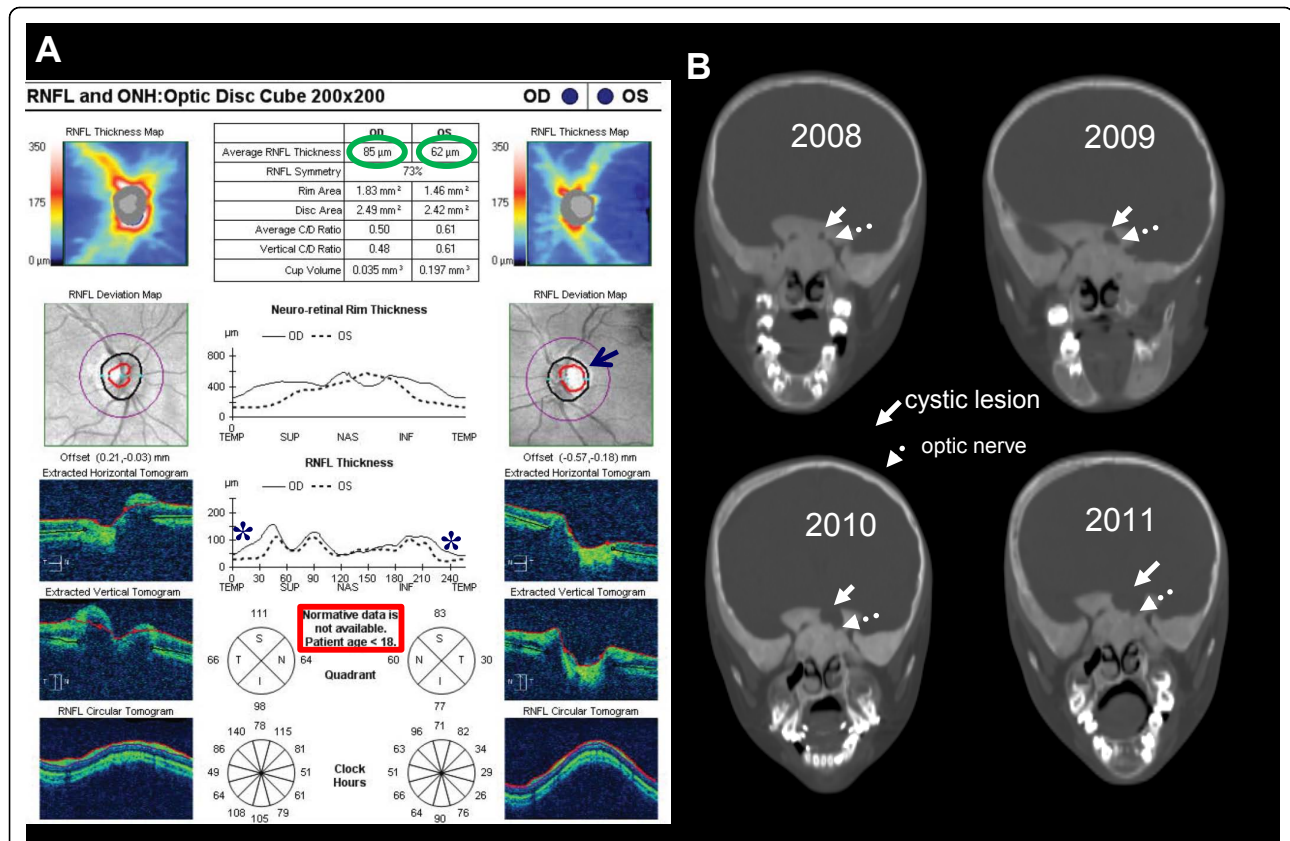 A
RNFL and ONH:Optic Disc Cube 200x200
OD
OS
RNFL Thickness Map
350
175
0 µm
OD OS
Average RNFL Thickness 85 µm 62 µm
RNFL Symmetry 73%
Rim Area 1.83 mm² 1.46 mm²
Disc Area 2.49 mm² 2.42 mm²
Average C/D Ratio 0.50 0.61
Vertical C/D Ratio 0.48 0.61
Cup Volume 0.035 mm³ 0.197 mm³
RNFL Thickness Map
350
175
0 µm
RNFL Deviation Map
Neuro-retinal Rim Thickness
µm
OD OS
800
400
0
TEMP SUP NAS INF TEMP
RNFL Deviation Map
Offset (0.21,-0.03) mm
Offset (-0.57,-0.18) mm
Extracted Horizontal Tomogram
RNFL Thickness
µm
OD OS
200
100
0
* *
0 30 60 90 120 150 180 210 240
TEMP SUP NAS INF TEMP
Extracted Horizontal Tomogram
T N
N T
Extracted Vertical Tomogram
Extracted Vertical Tomogram
Normative data is
not available.
Patient age < 18.
111
S
66 T N 64
I
98
Quadrant
83
S
60 N T 30
I
77
RNFL Circular Tomogram
RNFL Circular Tomogram
Clock
Hours
78
140 115
86 81
49 51
64 61
108 79
105
71
96 82
63 34
51 29
66 26
64 76
90
B
2008
2009
cystic lesion
optic nerve
2010
2011